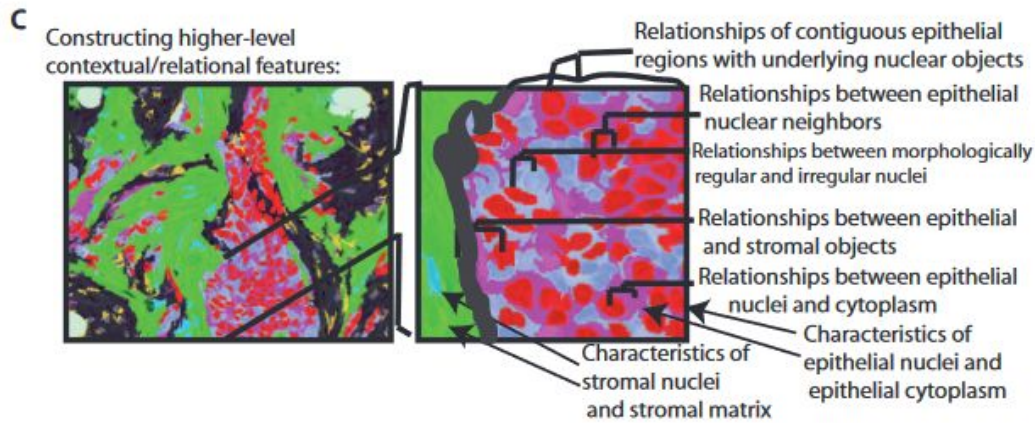 C
Constructing higher-level
contextual/relational features:
Relationships of contiguous epithelial
regions with underlying nuclear objects
Relationships between epithelial
nuclear neighbors
Relationships between morphologically
regular and irregular nuclei
Relationships between epithelial
and stromal objects
Relationships between epithelial
nuclei and cytoplasm
Characteristics of
epithelial nuclei and
epithelial cytoplasm
Characteristics of
stromal nuclei
and stromal matrix